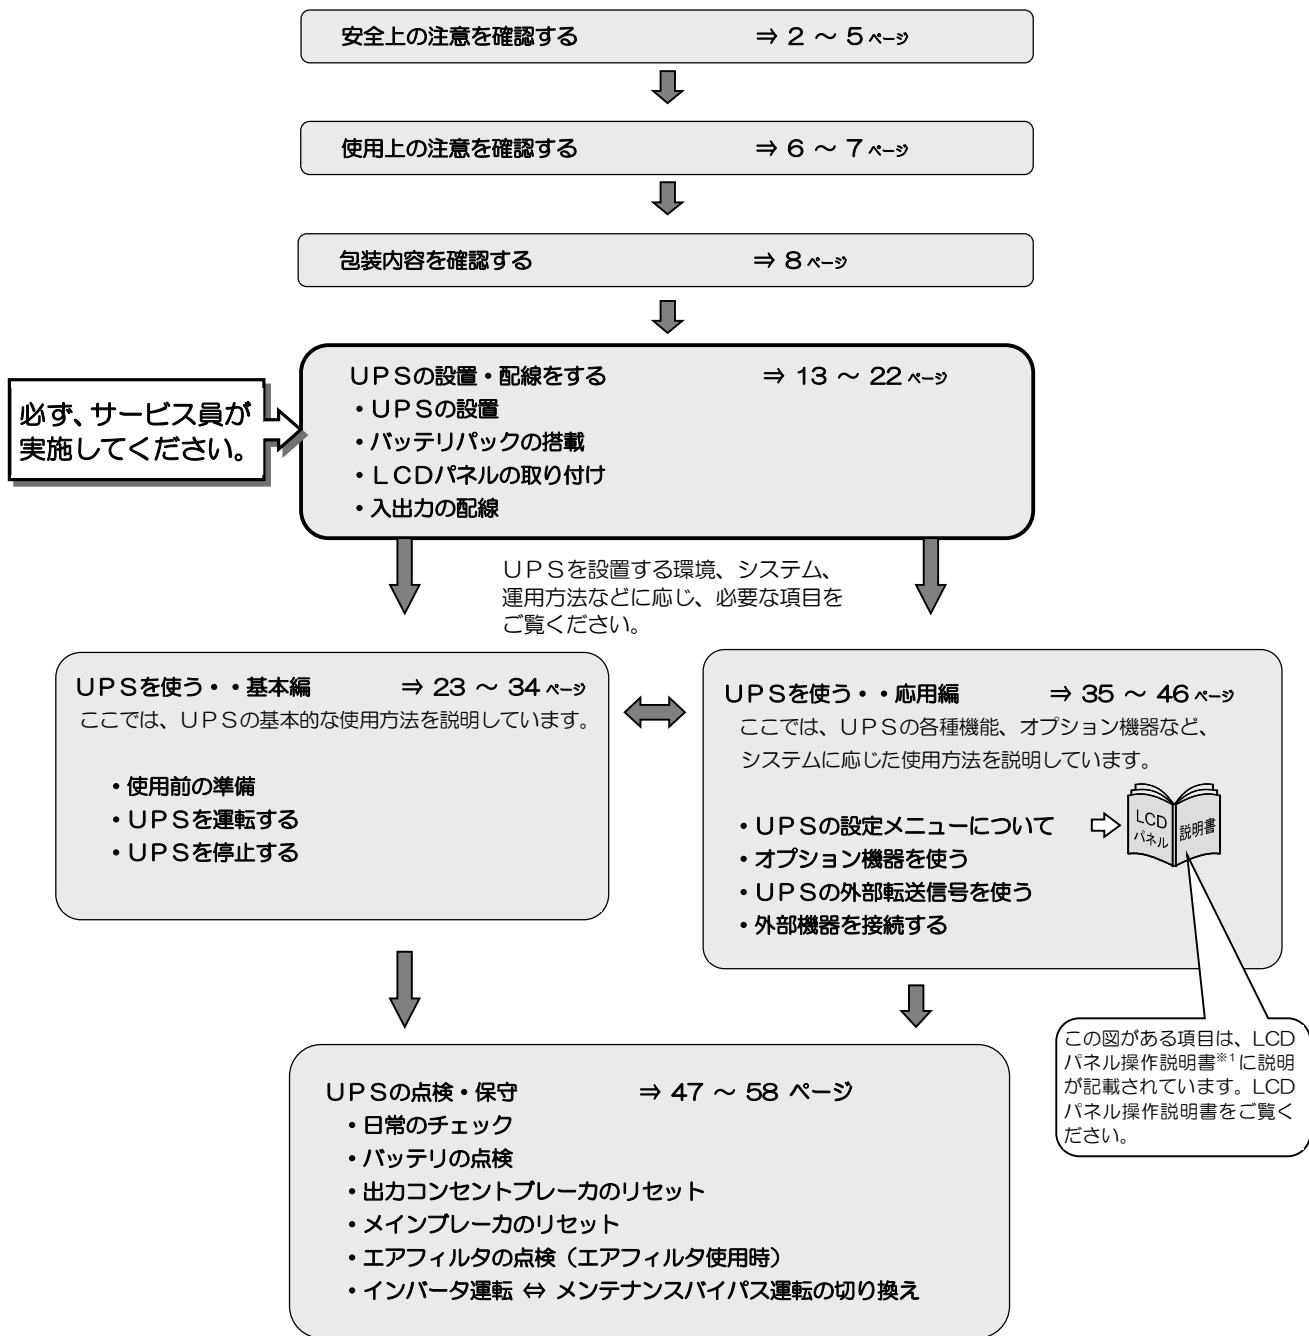 安全上の注意を確認する ⇒ 2 ～ 5 ページ
使用上の注意を確認する ⇒ 6 ～ 7 ページ
包装内容を確認する ⇒ 8 ページ
必ず、サービス員が
実施してください。
ＵＰＳの設置・配線をする ⇒ 13 ～ 22 ページ
・ＵＰＳの設置
・バッテリパックの搭載
・ＬＣＤパネルの取り付け
・入出力の配線
ＵＰＳを設置する環境、システム、
運用方法などに応じ、必要な項目を
ご覧ください。
ＵＰＳを使う・・基本編 ⇒ 23 ～ 34 ページ
ここでは、ＵＰＳの基本的な使用方法を説明しています。
・使用前の準備
・ＵＰＳを運転する
・ＵＰＳを停止する
ＵＰＳを使う・・応用編 ⇒ 35 ～ 46 ページ
ここでは、ＵＰＳの各種機能、オプション機器など、
システムに応じた使用方法を説明しています。
・ＵＰＳの設定メニューについて
・オプション機器を使う
・ＵＰＳの外部転送信号を使う
・外部機器を接続する
LCD
パネル
説明書
この図がある項目は、LCD
パネル操作説明書※1に説明
が記載されています。LCD
パネル操作説明書をご覧く
ださい。
ＵＰＳの点検・保守 ⇒ 47 ～ 58 ページ
・日常のチェック
・バッテリの点検
・出力コンセントブレーカのリセット
・メインブレーカのリセット
・エアフィルタの点検（エアフィルタ使用時）
・インバータ運転 ⇔ メンテナンスバイパス運転の切り換え